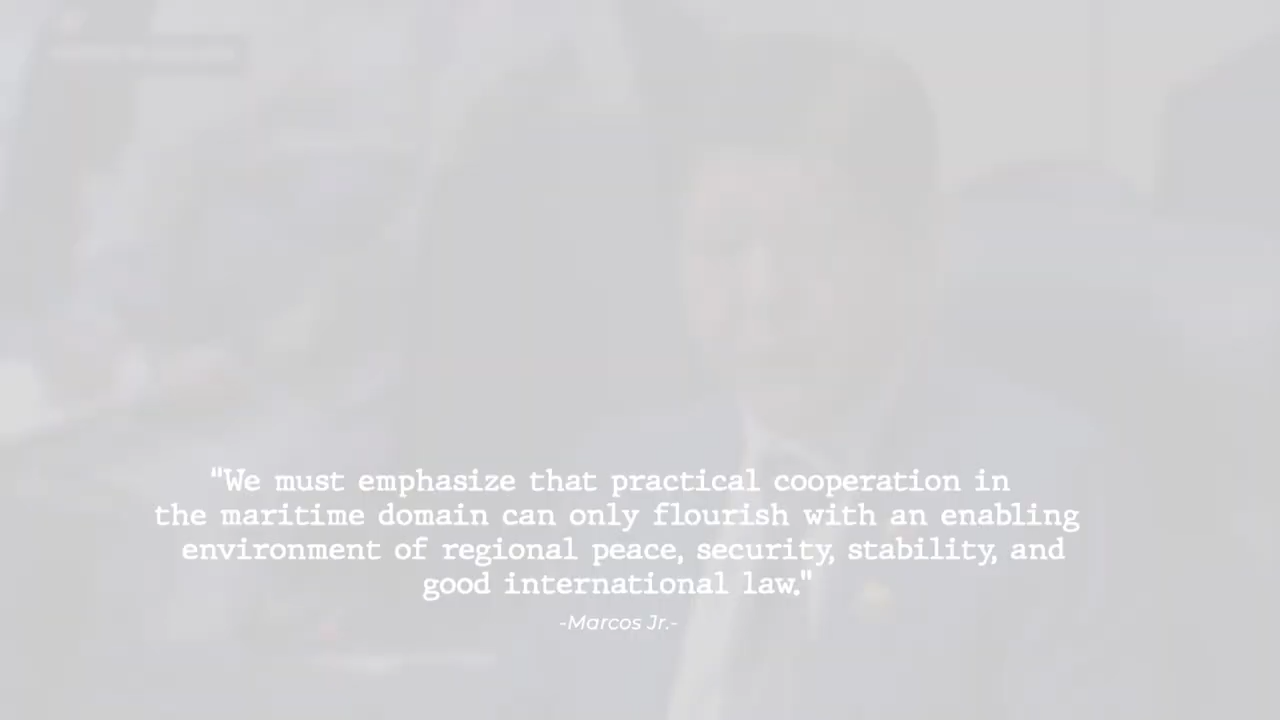 "We must emphasize that practical cooperation in
the maritime domain can only flourish with an enabling
environment of regional peace, security, stability, and
good international law."
-Marcos Jr.-